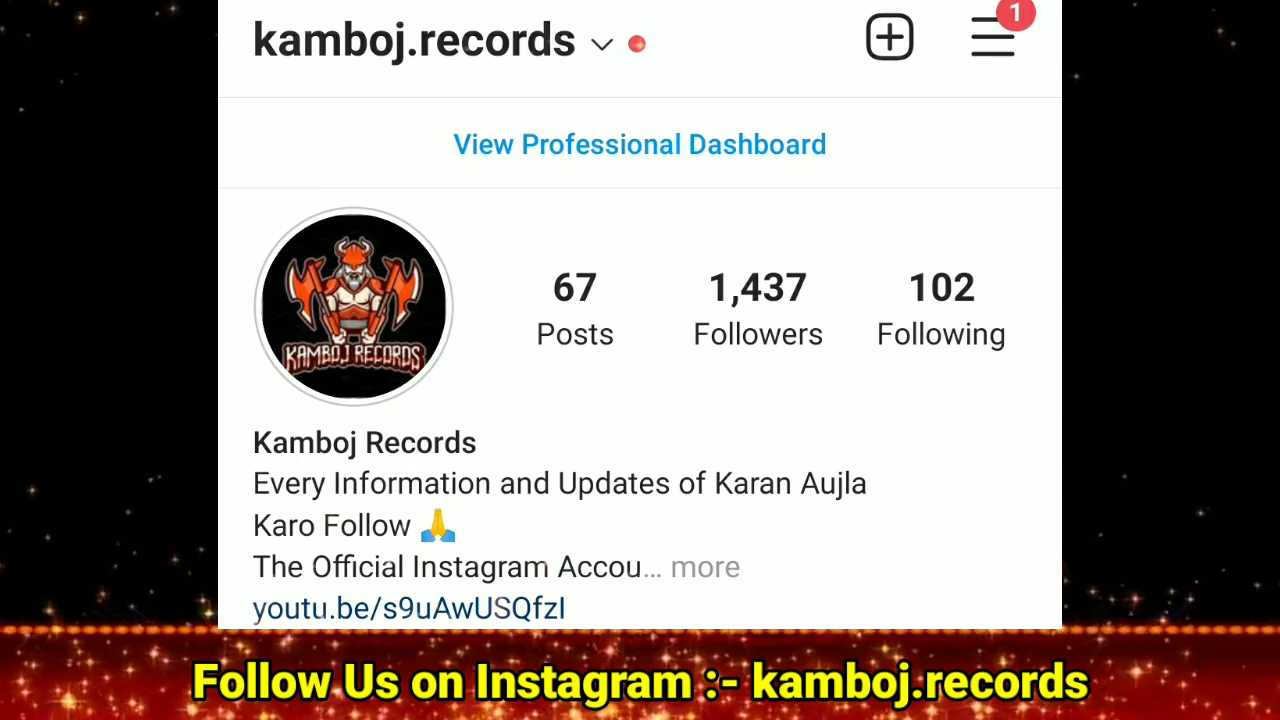 kamboj.records
1
View Professional Dashboard
KAMBOJ RECORDS
67 1,437 102
Posts Followers Following
Kamboj Records
Every Information and Updates of Karan Aujla
Karo Follow 🙏
The Official Instagram Accou... more
youtu.be/s9uAwUSQfzI
Follow Us on Instagram :- kamboj.records